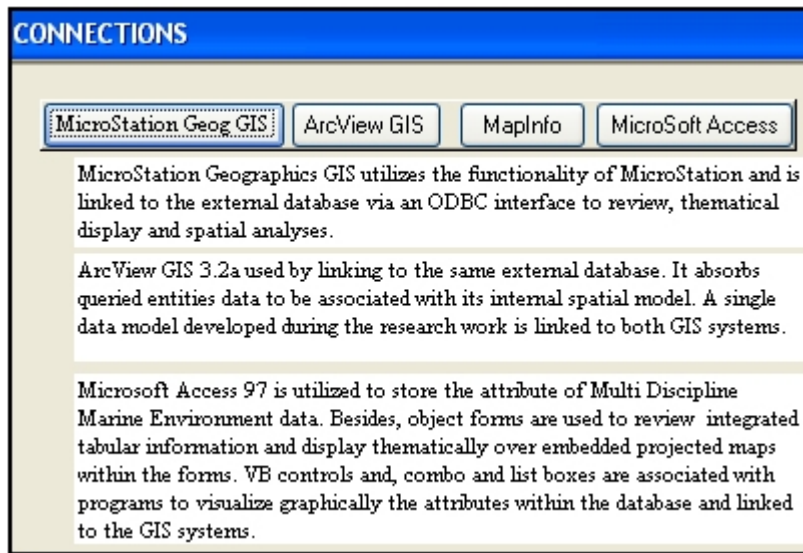 CONNECTIONS
MicroStation Geog GIS ArcView GIS MapInfo MicroSoft Access
MicroStation Geographics GIS utilizes the functionality of MicroStation and is
linked to the external database via an ODBC interface to review, thematical
display and spatial analyses.
ArcView GIS 3.2a used by linking to the same external database. It absorbs
queried entities data to be associated with its internal spatial model. A single
data model developed during the research work is linked to both GIS systems.
Microsoft Access 97 is utilized to store the attribute of Multi Discipline
Marine Environment data. Besides, object forms are used to review integrated
tabular information and display thematically over embedded projected maps
within the forms. VB controls and, combo and list boxes are associated with
programs to visualize graphically the attributes within the database and linked
to the GIS systems.